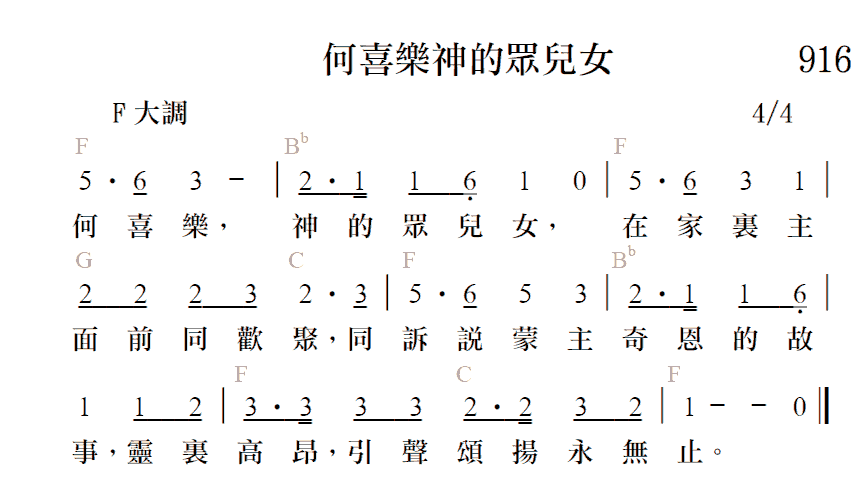 何喜樂神的眾兒女 916
F 大調 4/4
F B♭ F
5 · 6 3 － | 2 · 1 1 6 1 0 | 5 · 6 3 1 |
何喜樂， 神的眾兒女， 在家裏主
G C F B♭
2 2 2 3 2 · 3 | 5 · 6 5 3 | 2 · 1 1 6 |
面前同歡聚，同訴説蒙主奇恩的故
F C F
1 1 2 | 3 · 3 3 3 2 · 2 3 2 | 1 － － 0 ‖
事，靈裏高昂，引聲頌揚永無止。